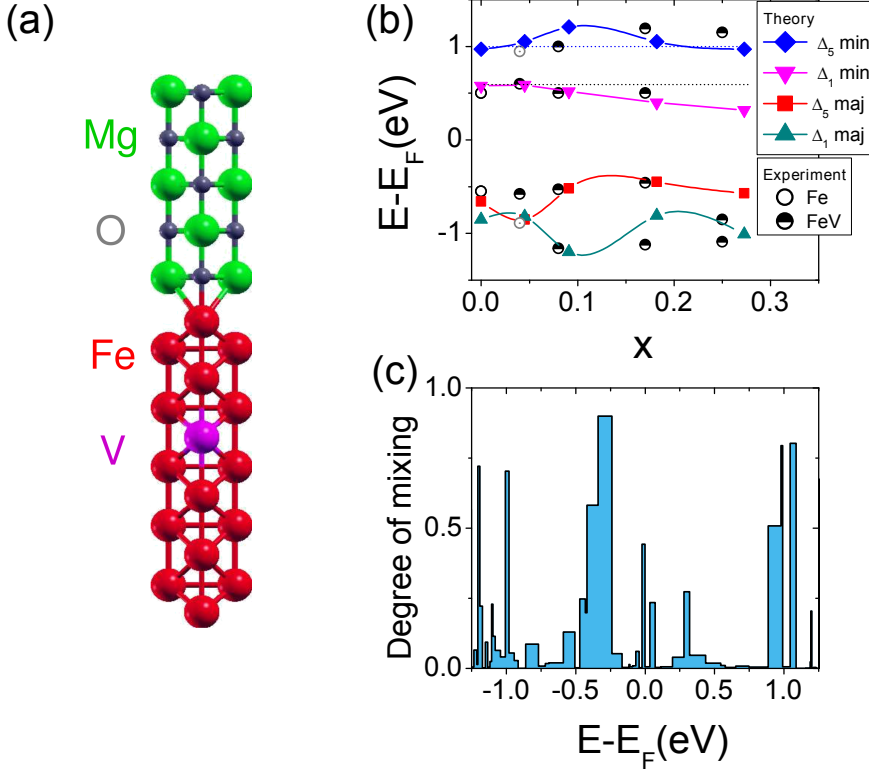 (a)
Mg
O
Fe
V
(b)
E-E_F(eV)
1
0
-1
0.0
0.1
0.2
0.3
x
Theory
Δ₅ min
Δ₁ min
Δ₅ maj
Δ₁ maj
Experiment
Fe
FeV
(c)
Degree of mixing
1.0
0.5
0.0
-1.0
-0.5
0.0
0.5
1.0
E-E_F(eV)